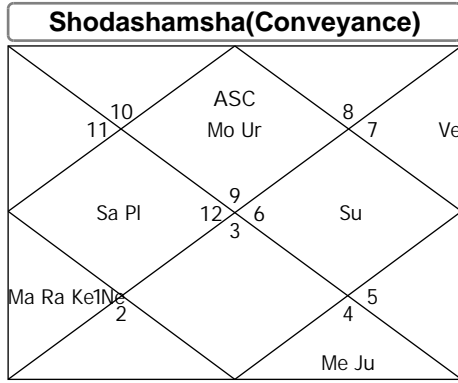 Shodashamsha(Conveyance)
ASC
10 8
11 Mo Ur 7 Ve
9
Sa Pl 12 6 Su
3
Ma Ra Ke 1 Ne 5
2 4
Me Ju